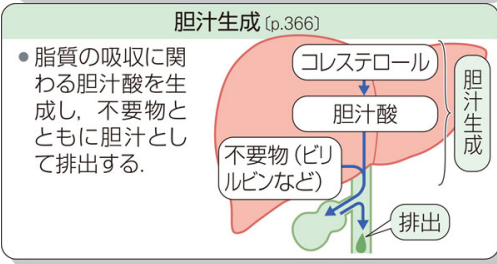 胆汁生成〔p.366〕
●脂質の吸収に関
わる胆汁酸を生
成し，不要物と
ともに胆汁とし
て排出する．
コレステロール
胆汁酸
不要物（ビリ
ルビンなど）
胆汁生成
排出